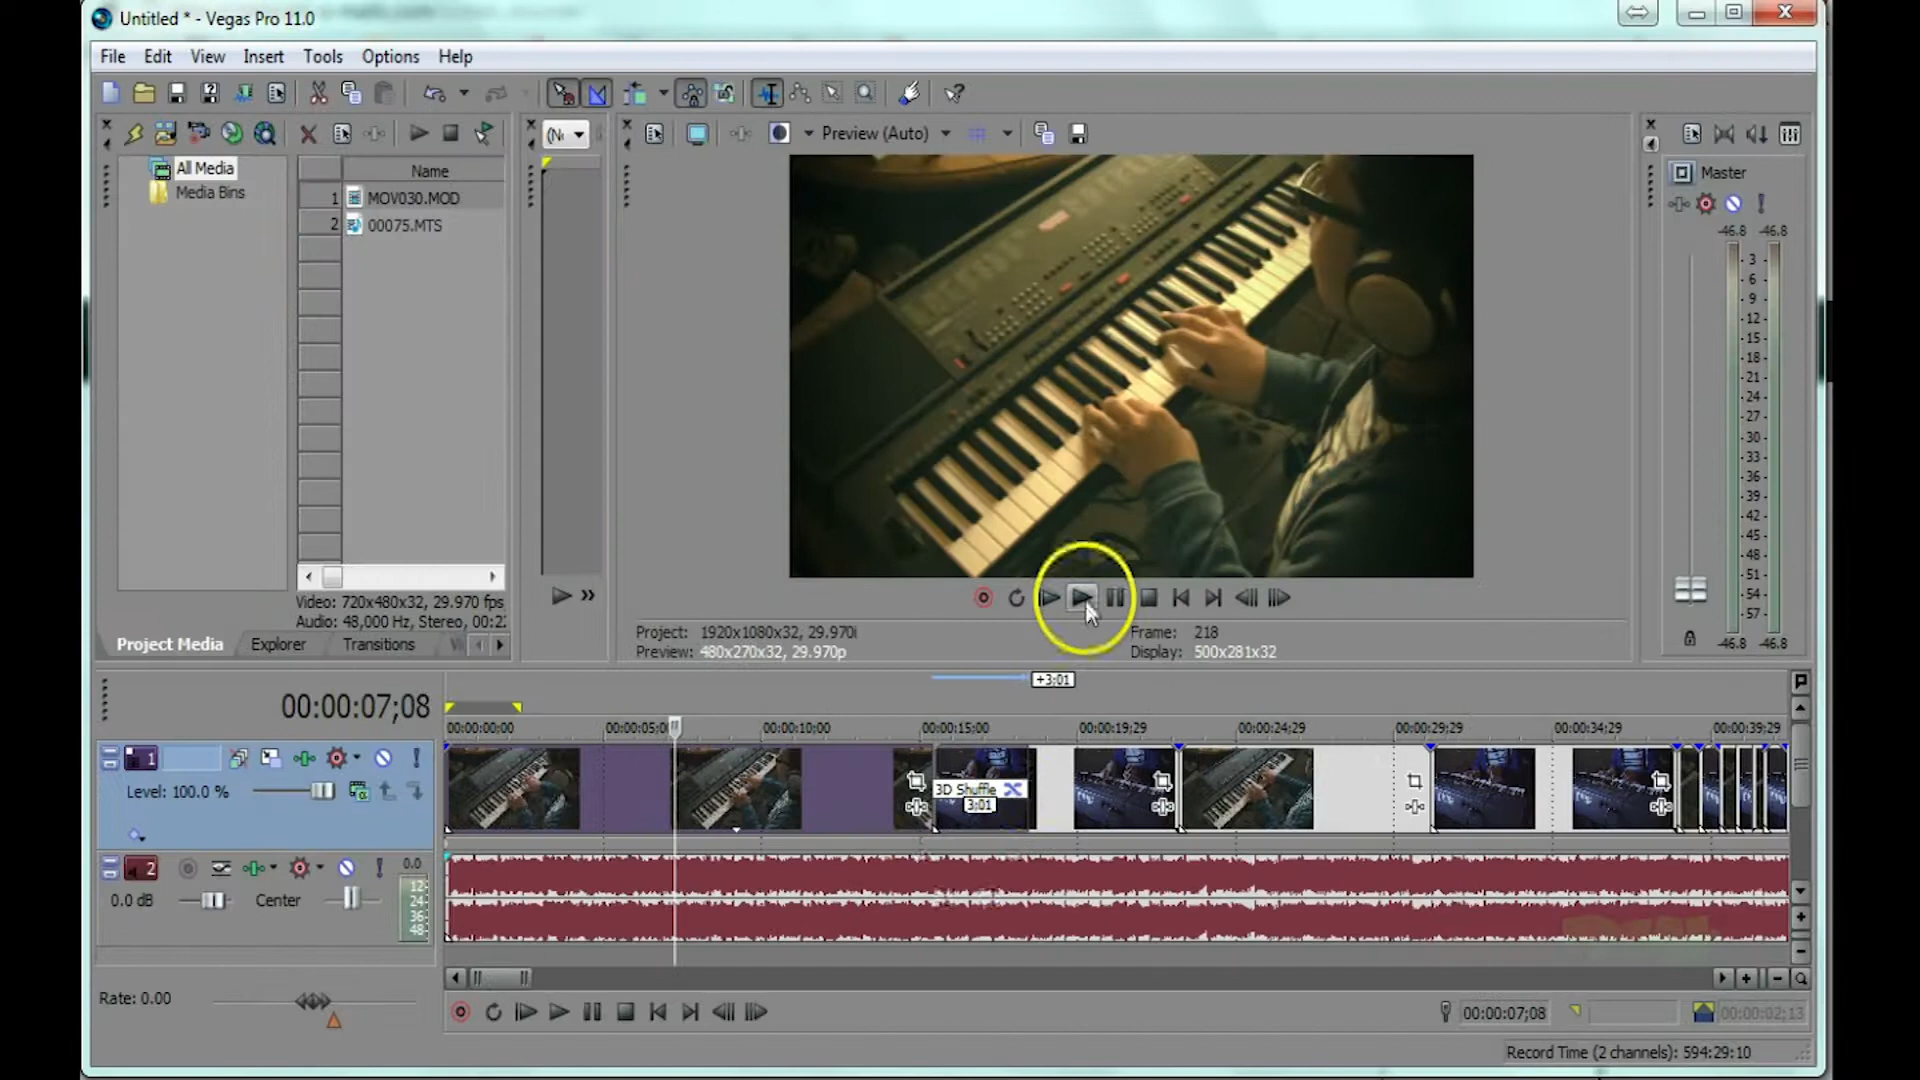 Untitled * - Vegas Pro 11.0
File Edit View Insert Tools Options Help
Preview (Auto)
All Media
Media Bins
Name
1 MOV030.MOD
2 00075.MTS
Master
-46.8 -46.8
3
6
9
12
15
18
21
24
27
30
33
36
39
42
45
48
51
54
57
-46.8 -46.8
Video: 720x480x32, 29.970 fps,
Audio: 48,000 Hz, Stereo, 00:2
Project Media Explorer Transitions
Project: 1920x1080x32, 29.970i
Preview: 480x270x32, 29.970p
Frame: 218
Display: 500x281x32
+3;01
00:00:07;08
00:00:00;00 00:00:05;0 00:00:10;00 00:00:15;00 00:00:19;29 00:00:24;29 00:00:29;29 00:00:34;29 00:00:39;29
1
Level: 100.0 %
3D Shuffle
3;01
2
0.0
12
24
36
48
0.0 dB Center
Rate: 0.00
00:00:07;08
00:00:02;13
Record Time (2 channels): 594:29:10